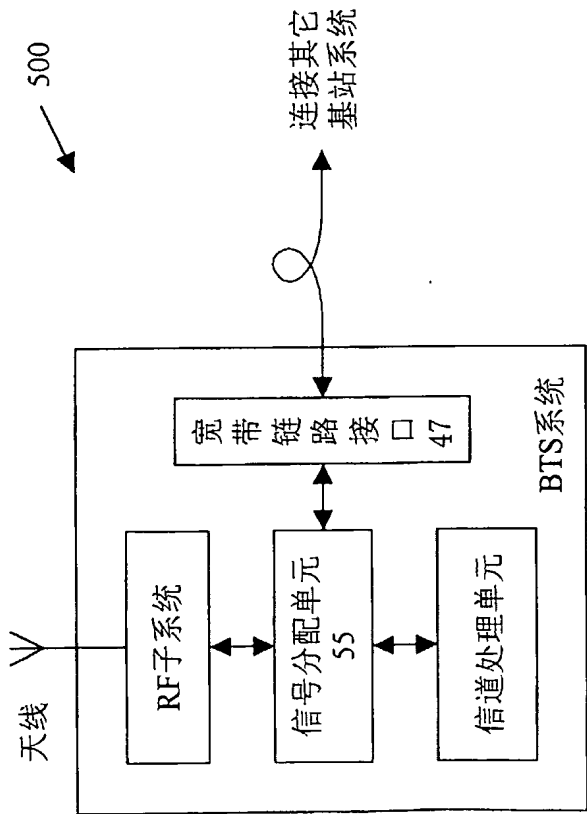 500
天线
RF子系统
宽带链路接口 47
连接其它
基站系统
信号分配单元
55
信道处理单元
BTS系统